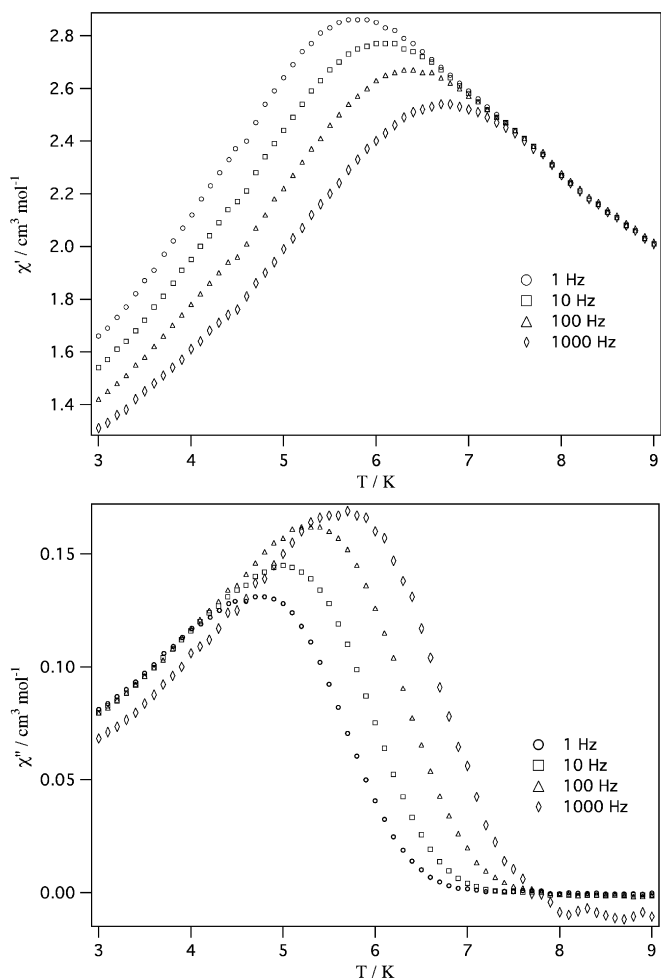 2.8
2.6
2.4
2.2
2.0
1.8
1.6
1.4
χ' / cm³ mol⁻¹
1 Hz
10 Hz
100 Hz
1000 Hz
3 4 5 6 7 8 9
T / K
0.15
0.10
0.05
0.00
χ'' / cm³ mol⁻¹
1 Hz
10 Hz
100 Hz
1000 Hz
3 4 5 6 7 8 9
T / K